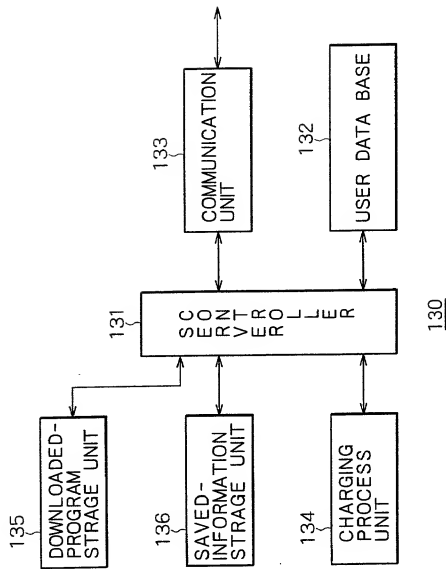 135
DOWNLOADED-
PROGRAM
STRAGE UNIT
136
SAVED-
INFORMATION
STRAGE UNIT
134
CHARGING
PROCESS
UNIT
131
SERVER
CONTROLLER
133
COMMUNICATION
UNIT
132
USER DATA BASE
130